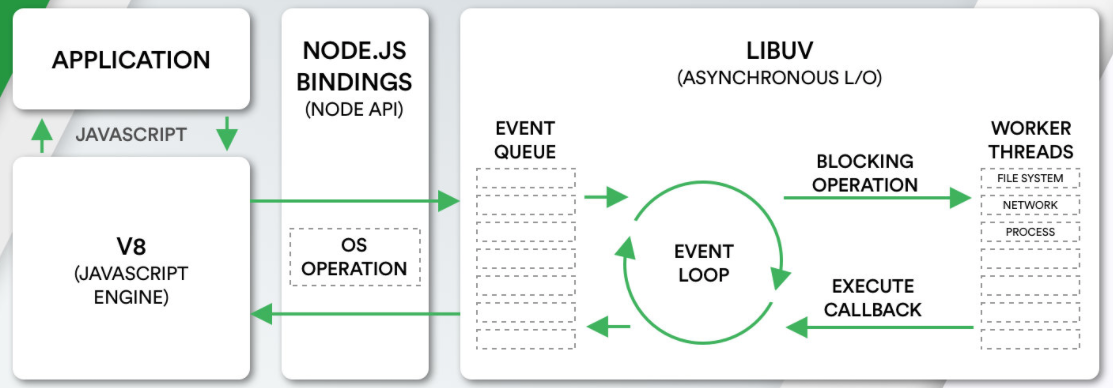 APPLICATION
JAVASCRIPT
V8
(JAVASCRIPT
ENGINE)
NODE.JS
BINDINGS
(NODE API)
OS
OPERATION
LIBUV
(ASYNCHRONOUS L/O)
EVENT
QUEUE
EVENT
LOOP
BLOCKING
OPERATION
EXECUTE
CALLBACK
WORKER
THREADS
FILE SYSTEM
NETWORK
PROCESS